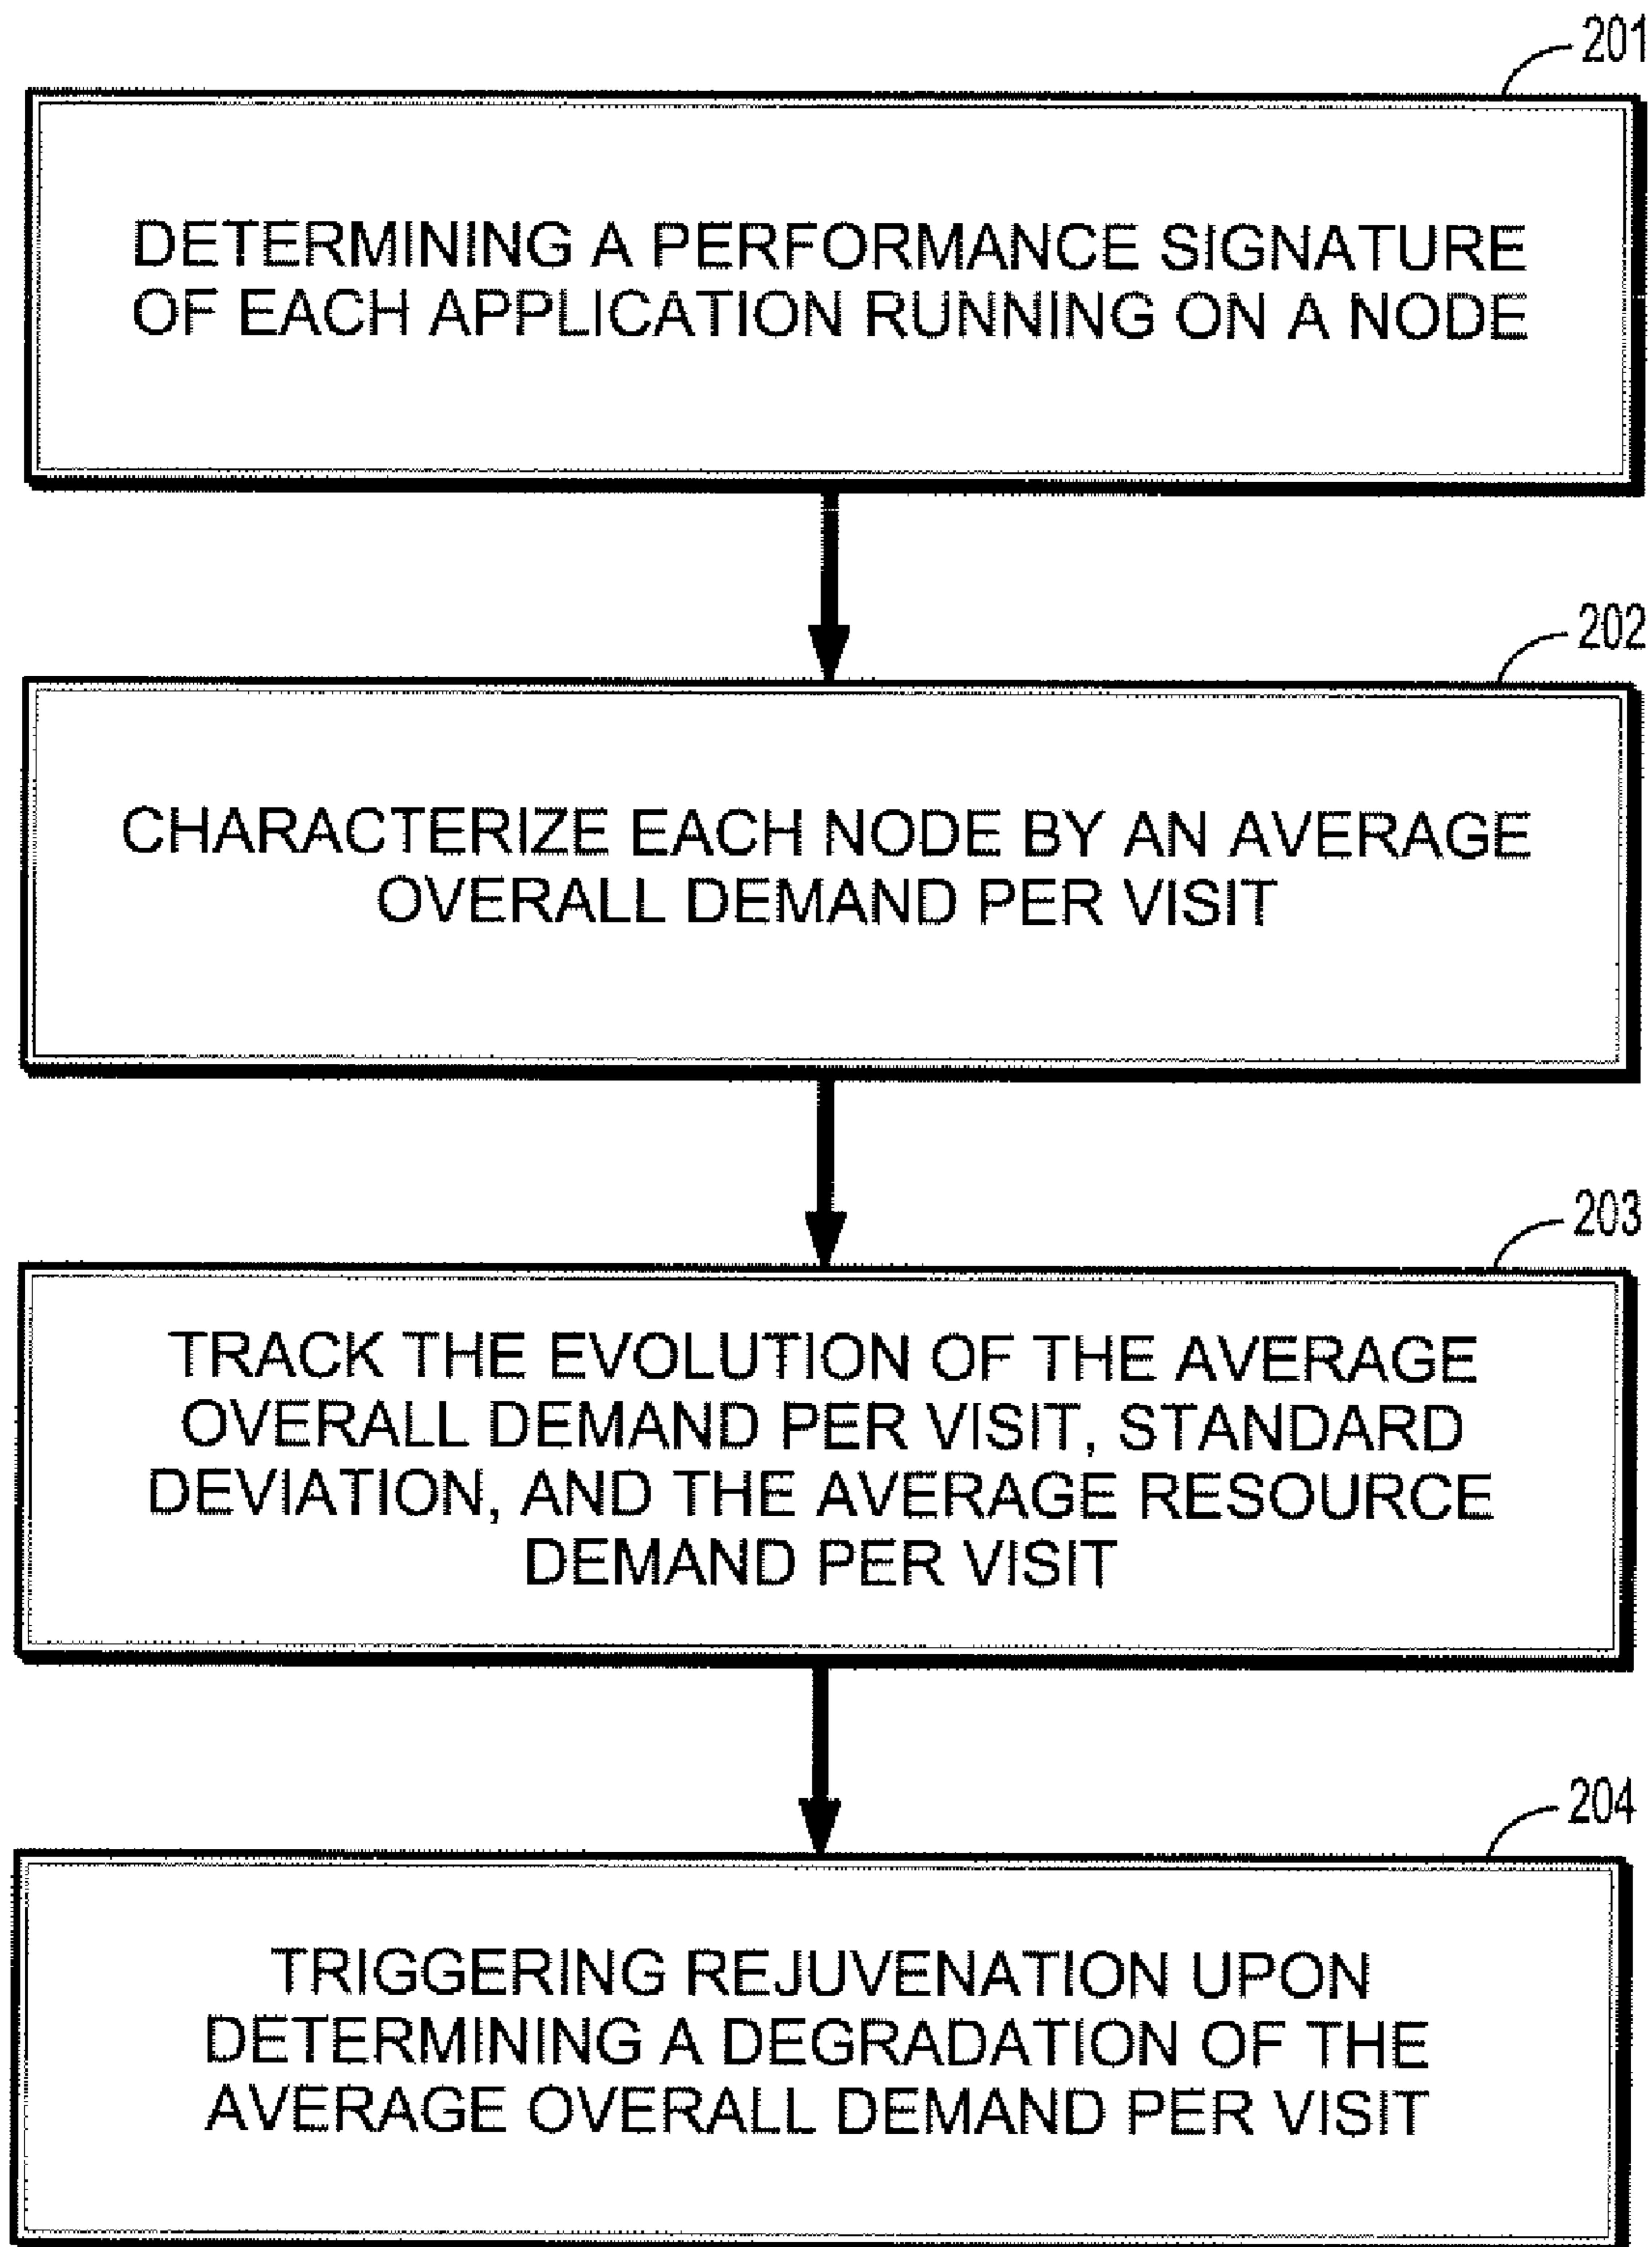 201
DETERMINING A PERFORMANCE SIGNATURE
OF EACH APPLICATION RUNNING ON A NODE
202
CHARACTERIZE EACH NODE BY AN AVERAGE
OVERALL DEMAND PER VISIT
203
TRACK THE EVOLUTION OF THE AVERAGE
OVERALL DEMAND PER VISIT, STANDARD
DEVIATION, AND THE AVERAGE RESOURCE
DEMAND PER VISIT
204
TRIGGERING REJUVENATION UPON
DETERMINING A DEGRADATION OF THE
AVERAGE OVERALL DEMAND PER VISIT